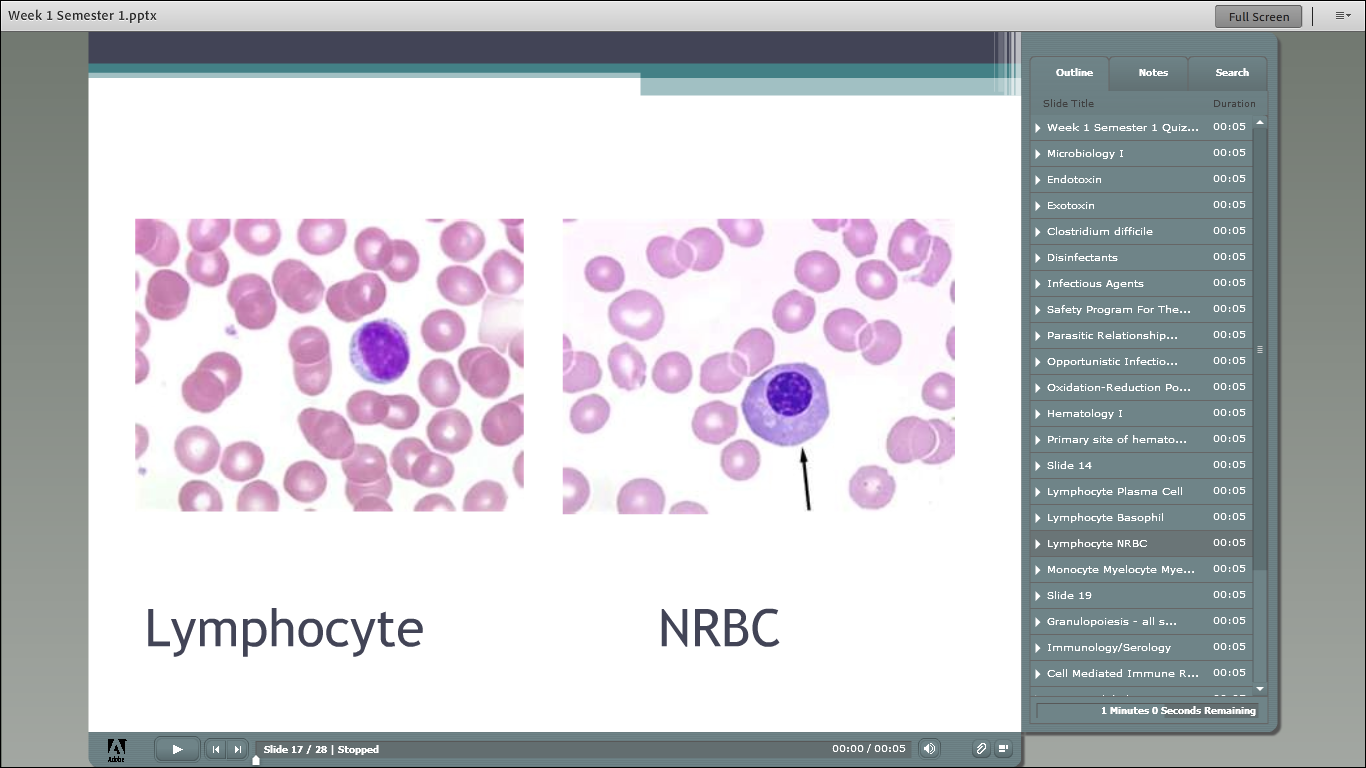 Week 1 Semester 1.pptx
Full Screen
Outline Notes Search
Slide Title Duration
Week 1 Semester 1 Quiz... 00:05
Microbiology I 00:05
Endotoxin 00:05
Exotoxin 00:05
Clostridium difficile 00:05
Disinfectants 00:05
Infectious Agents 00:05
Safety Program For The... 00:05
Parasitic Relationship... 00:05
Opportunistic Infectio... 00:05
Oxidation-Reduction Po... 00:05
Hematology I 00:05
Primary site of hemato... 00:05
Slide 14 00:05
Lymphocyte Plasma Cell 00:05
Lymphocyte Basophil 00:05
Lymphocyte NRBC 00:05
Monocyte Myelocyte Mye... 00:05
Slide 19 00:05
Granulopoiesis - all s... 00:05
Immunology/Serology 00:05
Cell Mediated Immune R... 00:05
1 Minutes 0 Seconds Remaining
Lymphocyte NRBC
Adobe
Slide 17 / 28 | Stopped 00:00 / 00:05